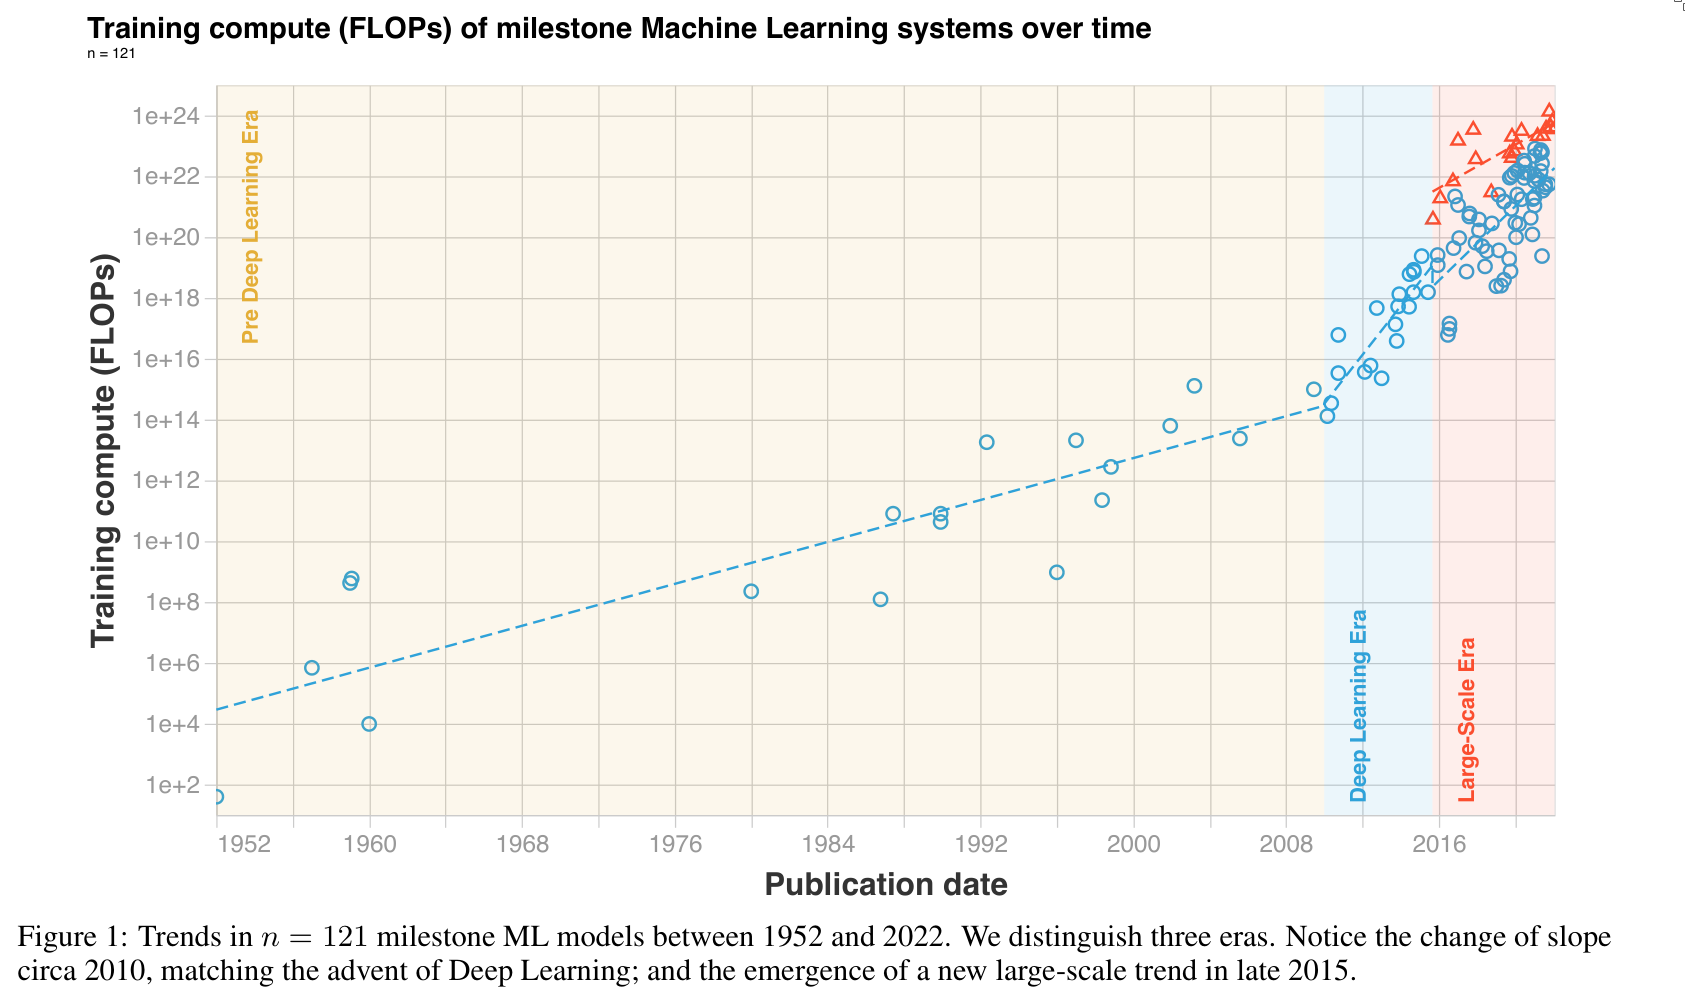 Training compute (FLOPs) of milestone Machine Learning systems over time
n = 121
Pre Deep Learning Era
Deep Learning Era
Large-Scale Era
Training compute (FLOPs)
1e+24
1e+22
1e+20
1e+18
1e+16
1e+14
1e+12
1e+10
1e+8
1e+6
1e+4
1e+2
1952 1960 1968 1976 1984 1992 2000 2008 2016
Publication date
Figure 1: Trends in n = 121 milestone ML models between 1952 and 2022. We distinguish three eras. Notice the change of slope
circa 2010, matching the advent of Deep Learning; and the emergence of a new large-scale trend in late 2015.